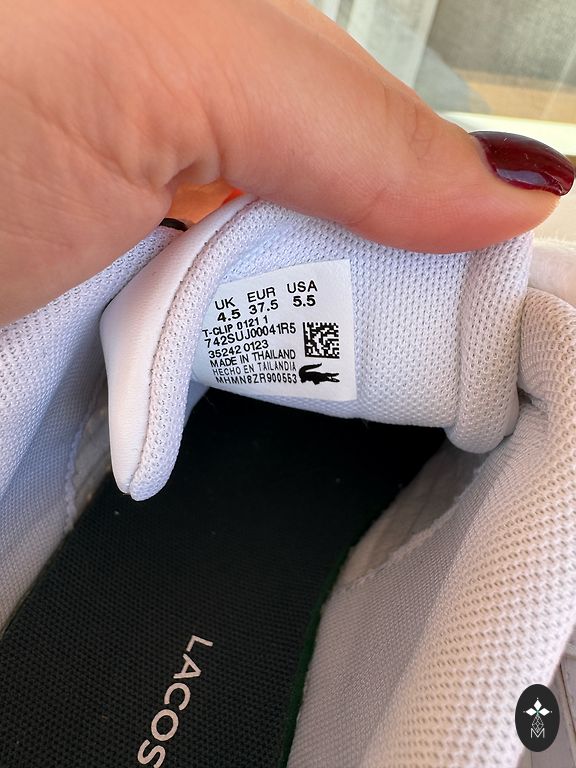 UK EUR USA
4.5 37.5 5.5
T-CLIP 0121 1
742SUJ00041R5
35242 0123
MADE IN THAILAND
HECHO EN TAILANDIA
MHMN8ZR900553
LACOS
M